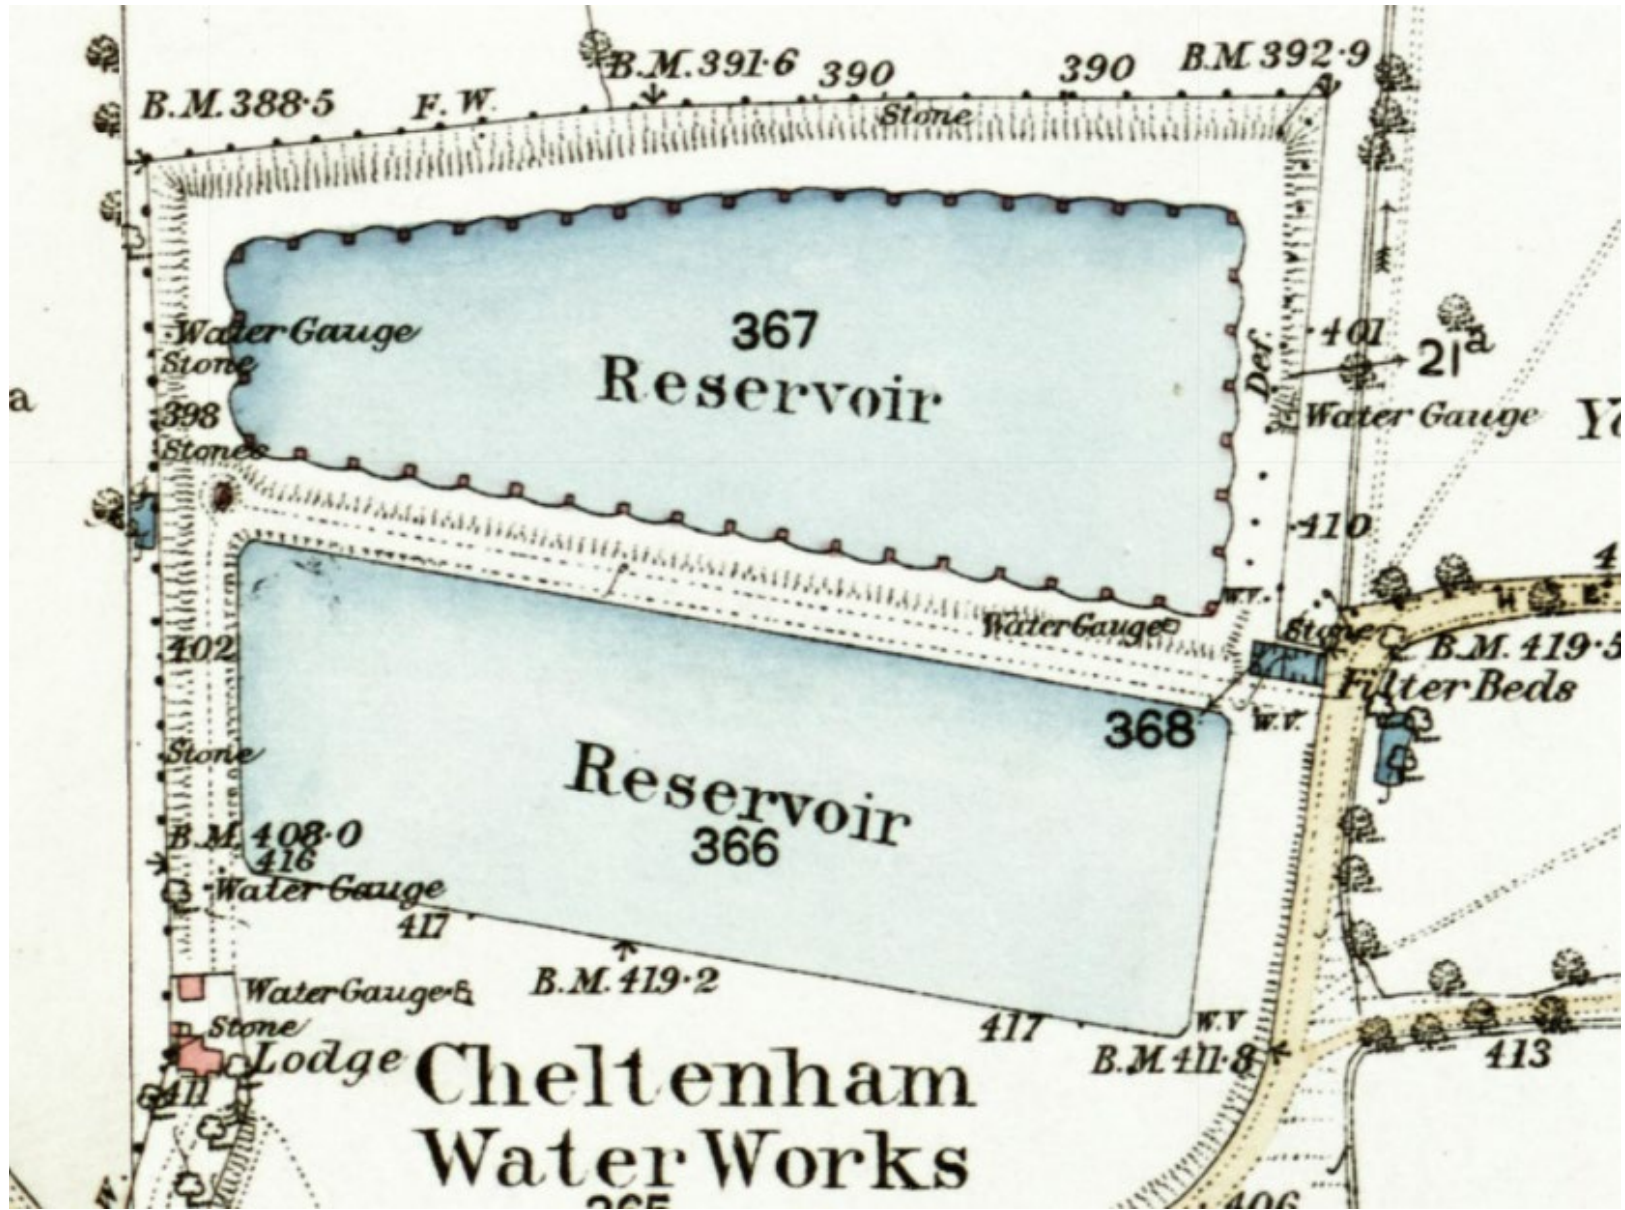 B.M. 391·6
390
390
B.M. 392·9
B.M. 388·5
F. W.
Stone
367
Reservoir
Water Gauge
Stone
398
Stones
Def.
401
21a
Water Gauge
a
410
W.V.
Water Gauge
Stone
B.M. 419·5
Filter Beds
368
W.V.
402
Stone
Reservoir
366
B.M. 408·0
416
Water Gauge
417
B.M. 419·2
417
W.V
B.M. 411·8
413
Water Gauge
Stone
Lodge
411
Cheltenham
Water Works
365
406
W.